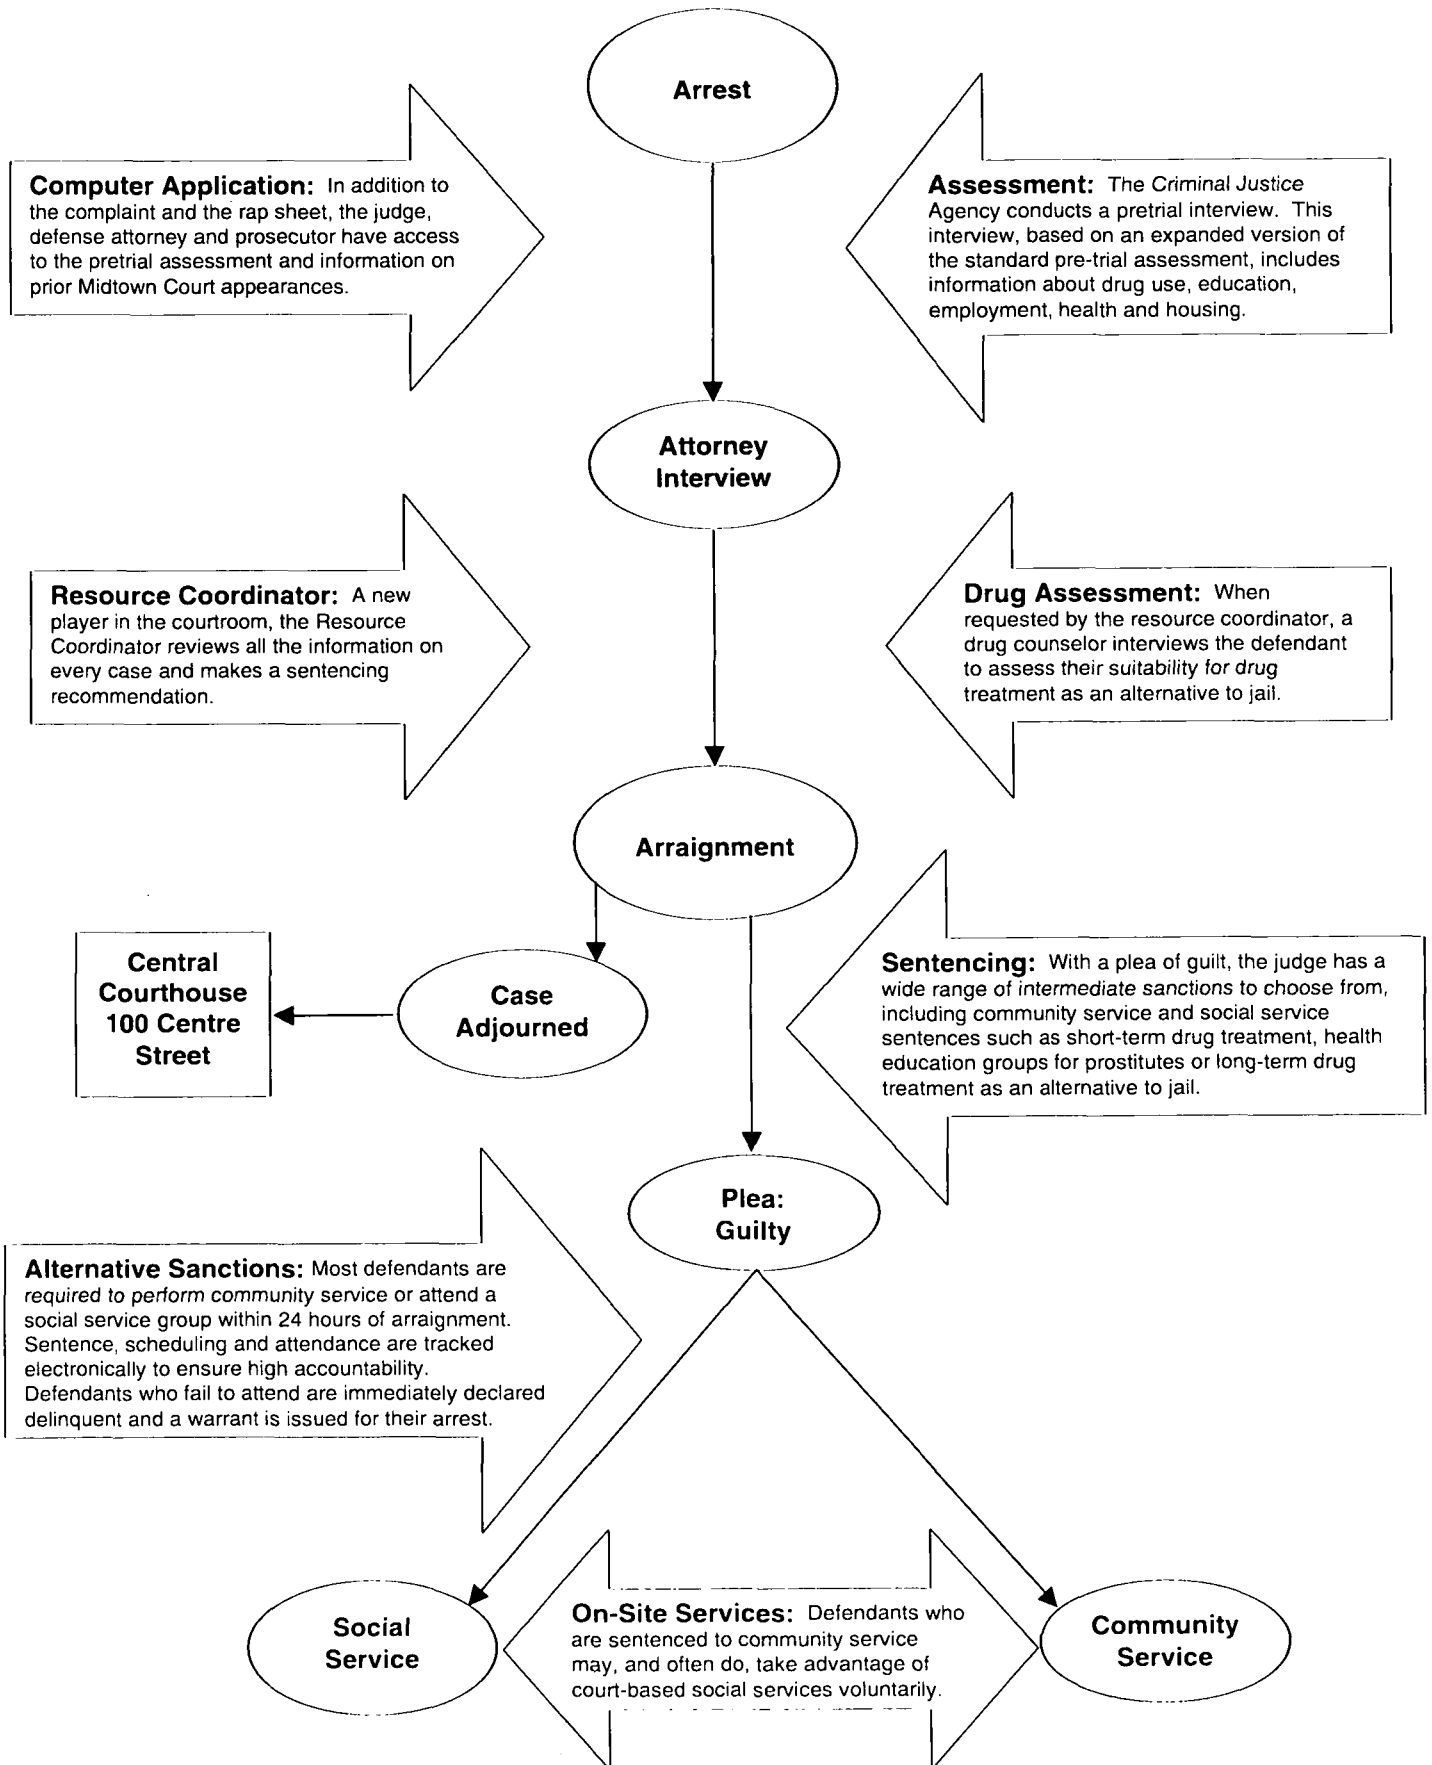 Arrest
Computer Application: In addition to
the complaint and the rap sheet, the judge,
defense attorney and prosecutor have access
to the pretrial assessment and information on
prior Midtown Court appearances.
Assessment: The Criminal Justice
Agency conducts a pretrial interview. This
interview, based on an expanded version of
the standard pre-trial assessment, includes
information about drug use, education,
employment, health and housing.
Attorney
Interview
Resource Coordinator: A new
player in the courtroom, the Resource
Coordinator reviews all the information on
every case and makes a sentencing
recommendation.
Drug Assessment: When
requested by the resource coordinator, a
drug counselor interviews the defendant
to assess their suitability for drug
treatment as an alternative to jail.
Arraignment
Central
Courthouse
100 Centre
Street
Case
Adjourned
Sentencing: With a plea of guilt, the judge has a
wide range of intermediate sanctions to choose from,
including community service and social service
sentences such as short-term drug treatment, health
education groups for prostitutes or long-term drug
treatment as an alternative to jail.
Plea:
Guilty
Alternative Sanctions: Most defendants are
required to perform community service or attend a
social service group within 24 hours of arraignment.
Sentence, scheduling and attendance are tracked
electronically to ensure high accountability.
Defendants who fail to attend are immediately declared
delinquent and a warrant is issued for their arrest.
Social
Service
On-Site Services: Defendants who
are sentenced to community service
may, and often do, take advantage of
court-based social services voluntarily.
Community
Service